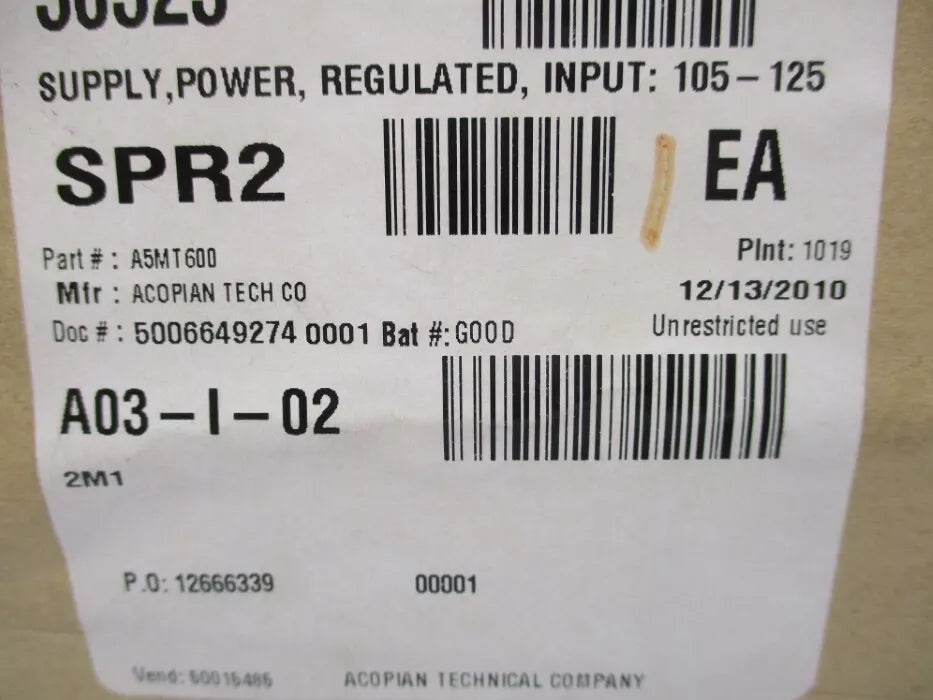 SUPPLY,POWER, REGULATED, INPUT: 105-125
SPR2 EA
Part #: A5MT600 Plnt: 1019
Mfr : ACOPIAN TECH CO 12/13/2010
Doc #: 5006649274 0001 Bat #:GOOD Unrestricted use
A03-I-02
2M1
P.O: 12666339 00001
Vend: ACOPIAN TECHNICAL COMPANY